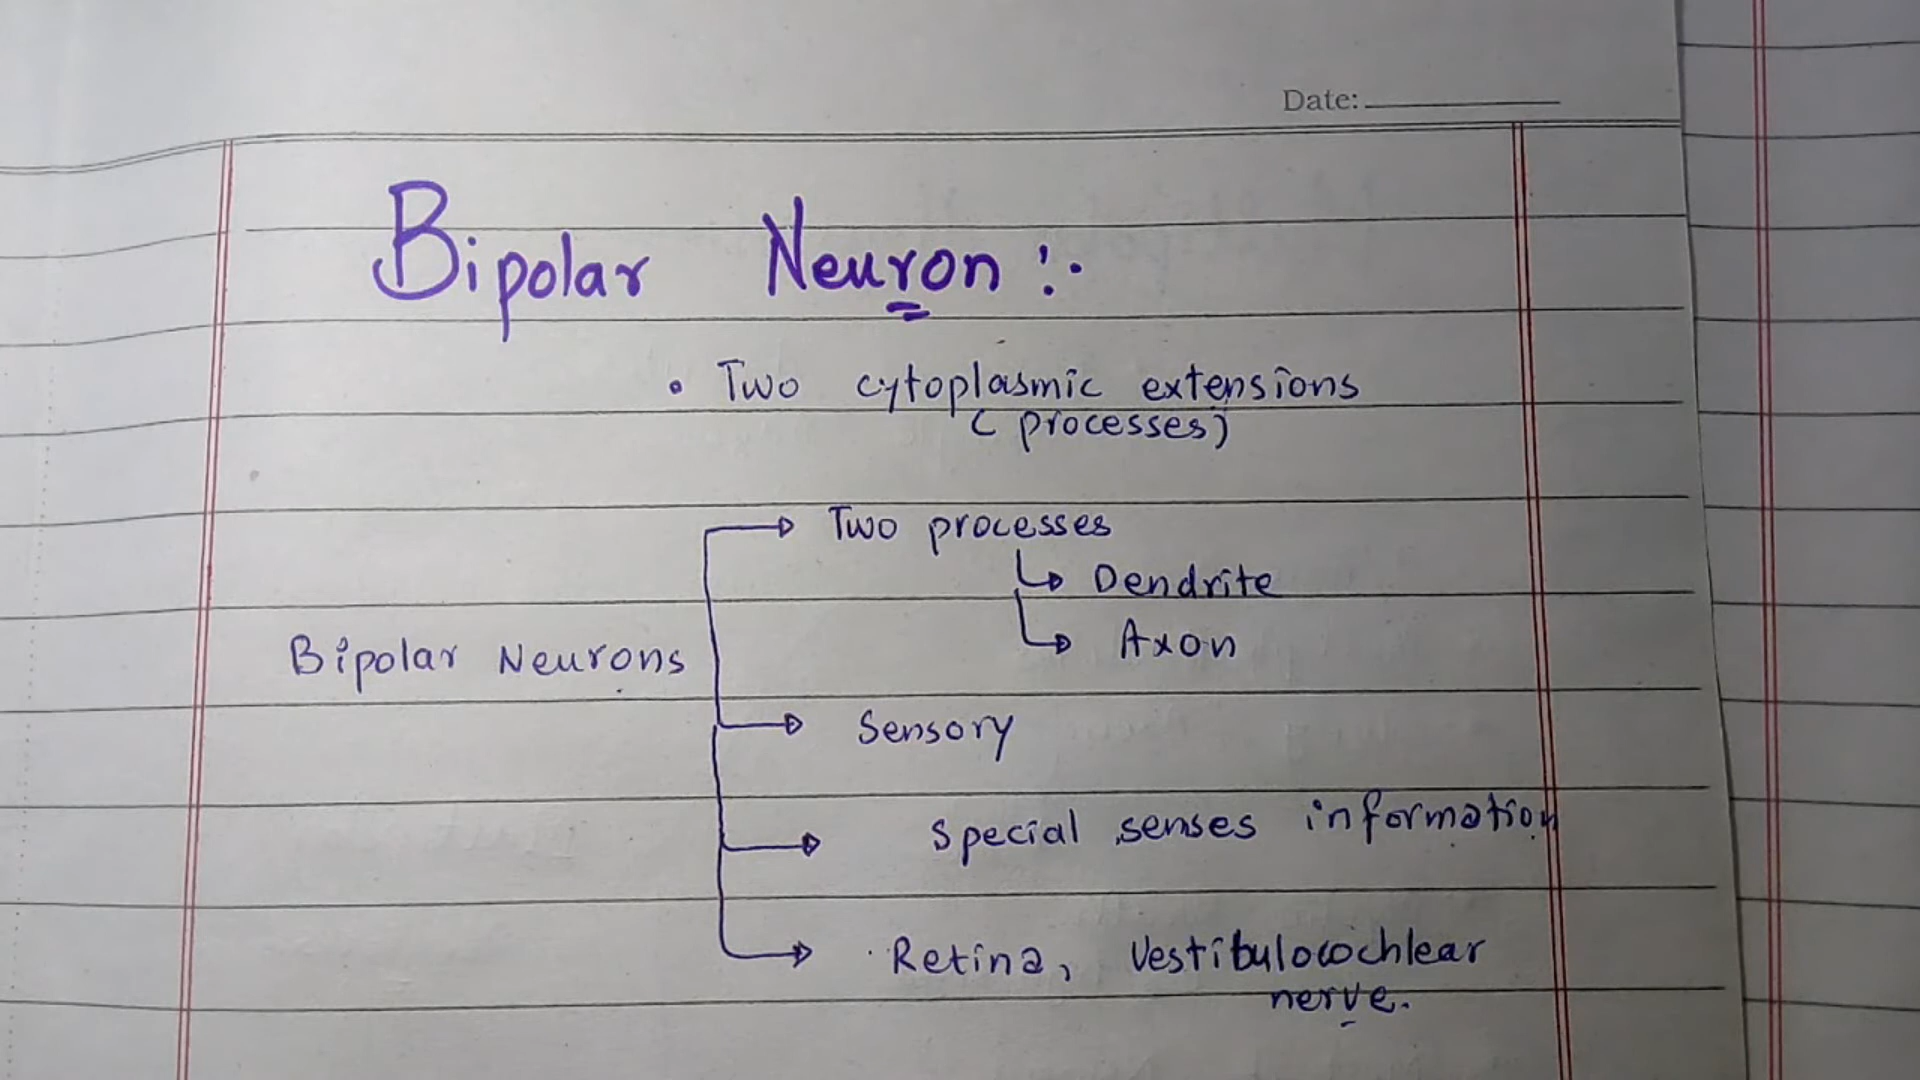 Date:
Bipolar Neuron :-
• Two cytoplasmic extensions
(processes)
Two processes
Dendrite
Axon
Bipolar Neurons
Sensory
Special senses information
Retina, Vestibulocochlear
nerve.